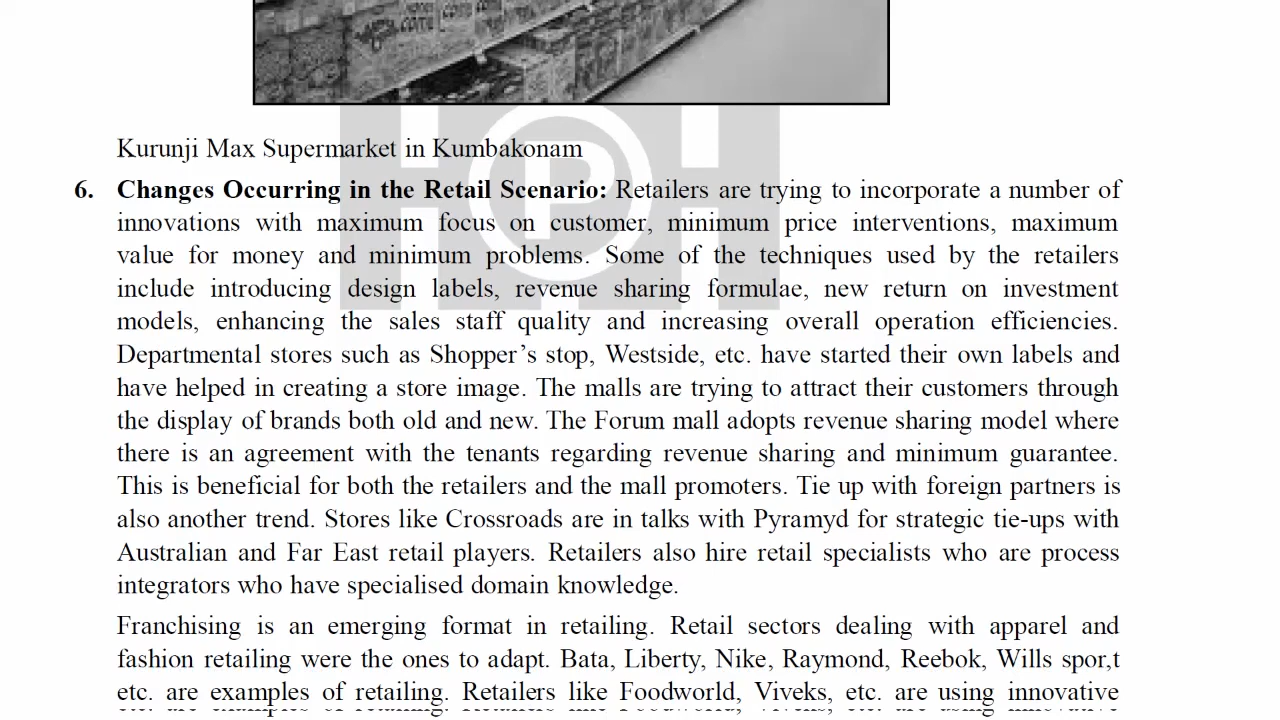 Kurunji Max Supermarket in Kumbakonam
6. Changes Occurring in the Retail Scenario: Retailers are trying to incorporate a number of
innovations with maximum focus on customer, minimum price interventions, maximum
value for money and minimum problems. Some of the techniques used by the retailers
include introducing design labels, revenue sharing formulae, new return on investment
models, enhancing the sales staff quality and increasing overall operation efficiencies.
Departmental stores such as Shopper’s stop, Westside, etc. have started their own labels and
have helped in creating a store image. The malls are trying to attract their customers through
the display of brands both old and new. The Forum mall adopts revenue sharing model where
there is an agreement with the tenants regarding revenue sharing and minimum guarantee.
This is beneficial for both the retailers and the mall promoters. Tie up with foreign partners is
also another trend. Stores like Crossroads are in talks with Pyramyd for strategic tie-ups with
Australian and Far East retail players. Retailers also hire retail specialists who are process
integrators who have specialised domain knowledge.
Franchising is an emerging format in retailing. Retail sectors dealing with apparel and
fashion retailing were the ones to adapt. Bata, Liberty, Nike, Raymond, Reebok, Wills spor,t
etc. are examples of retailing. Retailers like Foodworld, Viveks, etc. are using innovative